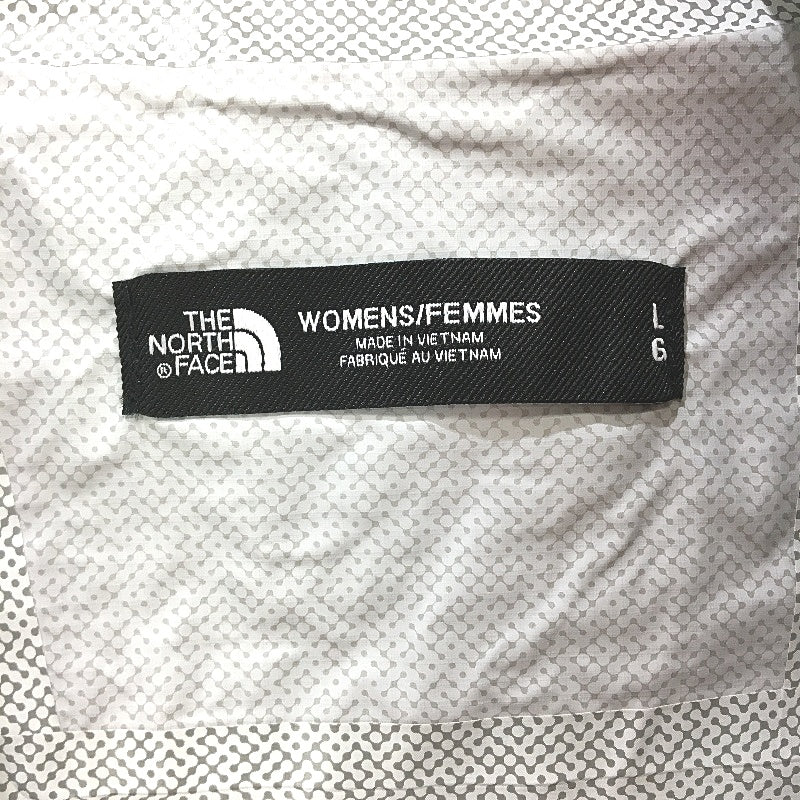 THE
NORTH
® FACE
WOMENS/FEMMES
MADE IN VIETNAM
FABRIQUÉ AU VIETNAM
L
G